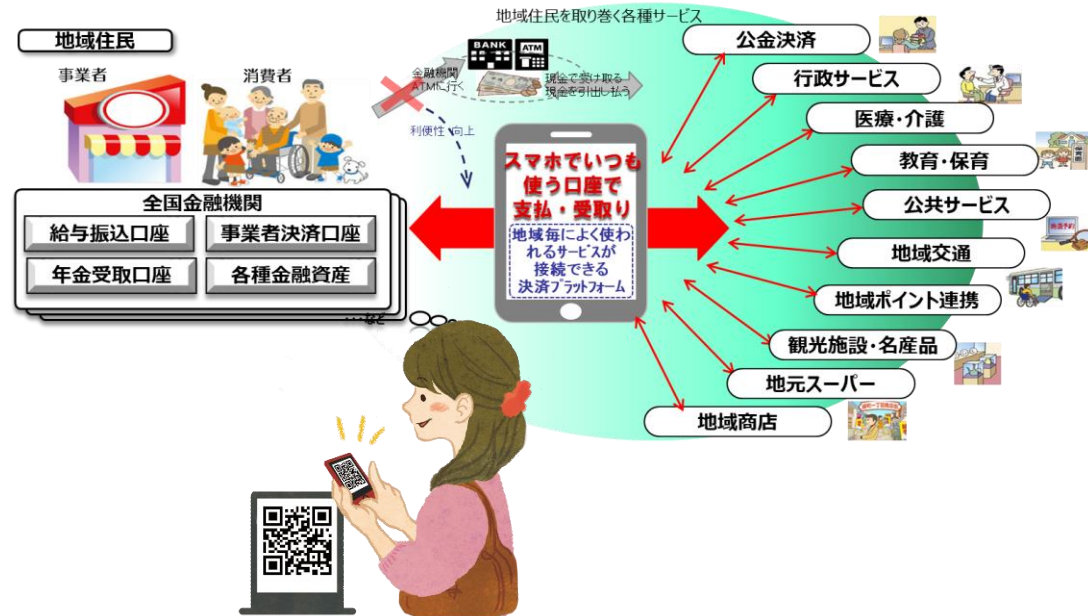 地域住民を取り巻く各種サービス
地域住民
事業者
消費者
BANK
ATM
金融機関
ATMに行く
現金で受け取る
現金を引出し払う
利便性 向上
全国金融機関
給与振込口座
事業者決済口座
年金受取口座
各種金融資産
・・・など
スマホでいつも
使う口座で
支払・受取り
地域毎によく使わ
れるサービスが
接続できる
決済プラットフォーム
公金決済
行政サービス
医療・介護
教育・保育
公共サービス
地域交通
地域ポイント連携
観光施設・名産品
地元スーパー
地域商店
保育園